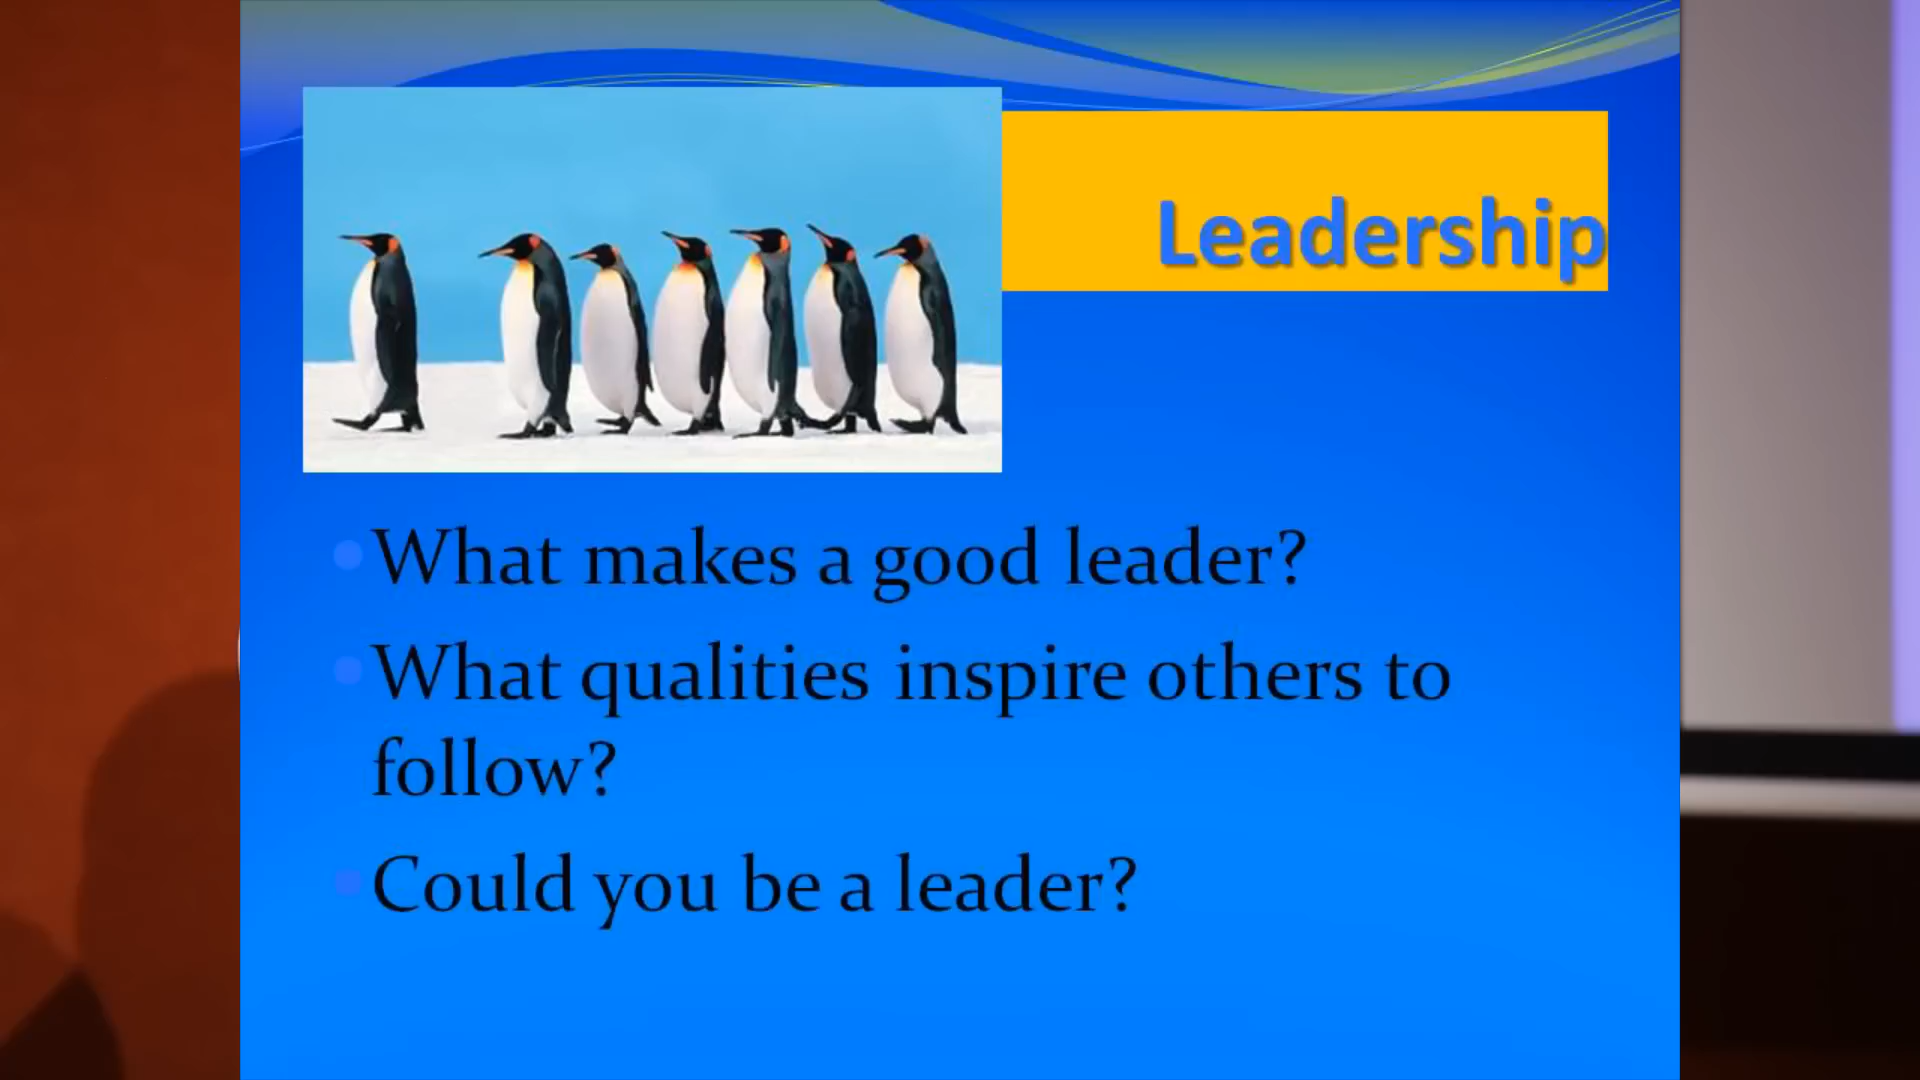 Leadership
What makes a good leader?
What qualities inspire others to
follow?
Could you be a leader?